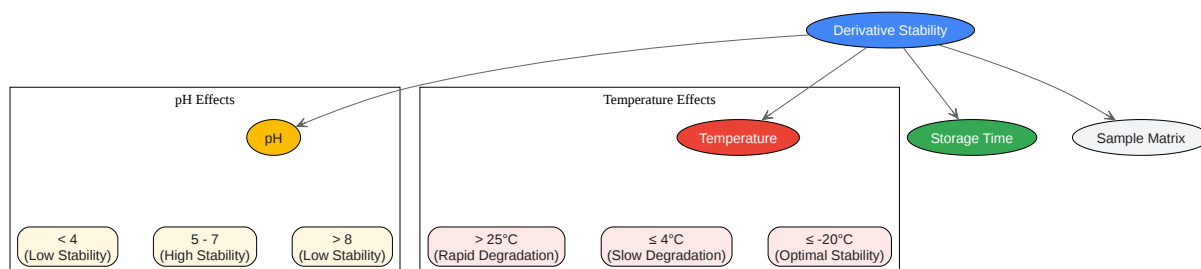 Derivative Stability
pH Effects
Temperature Effects
pH
Temperature
Storage Time
Sample Matrix
< 4
(Low Stability)
5 - 7
(High Stability)
> 8
(Low Stability)
> 25°C
(Rapid Degradation)
≤ 4°C
(Slow Degradation)
≤ -20°C
(Optimal Stability)